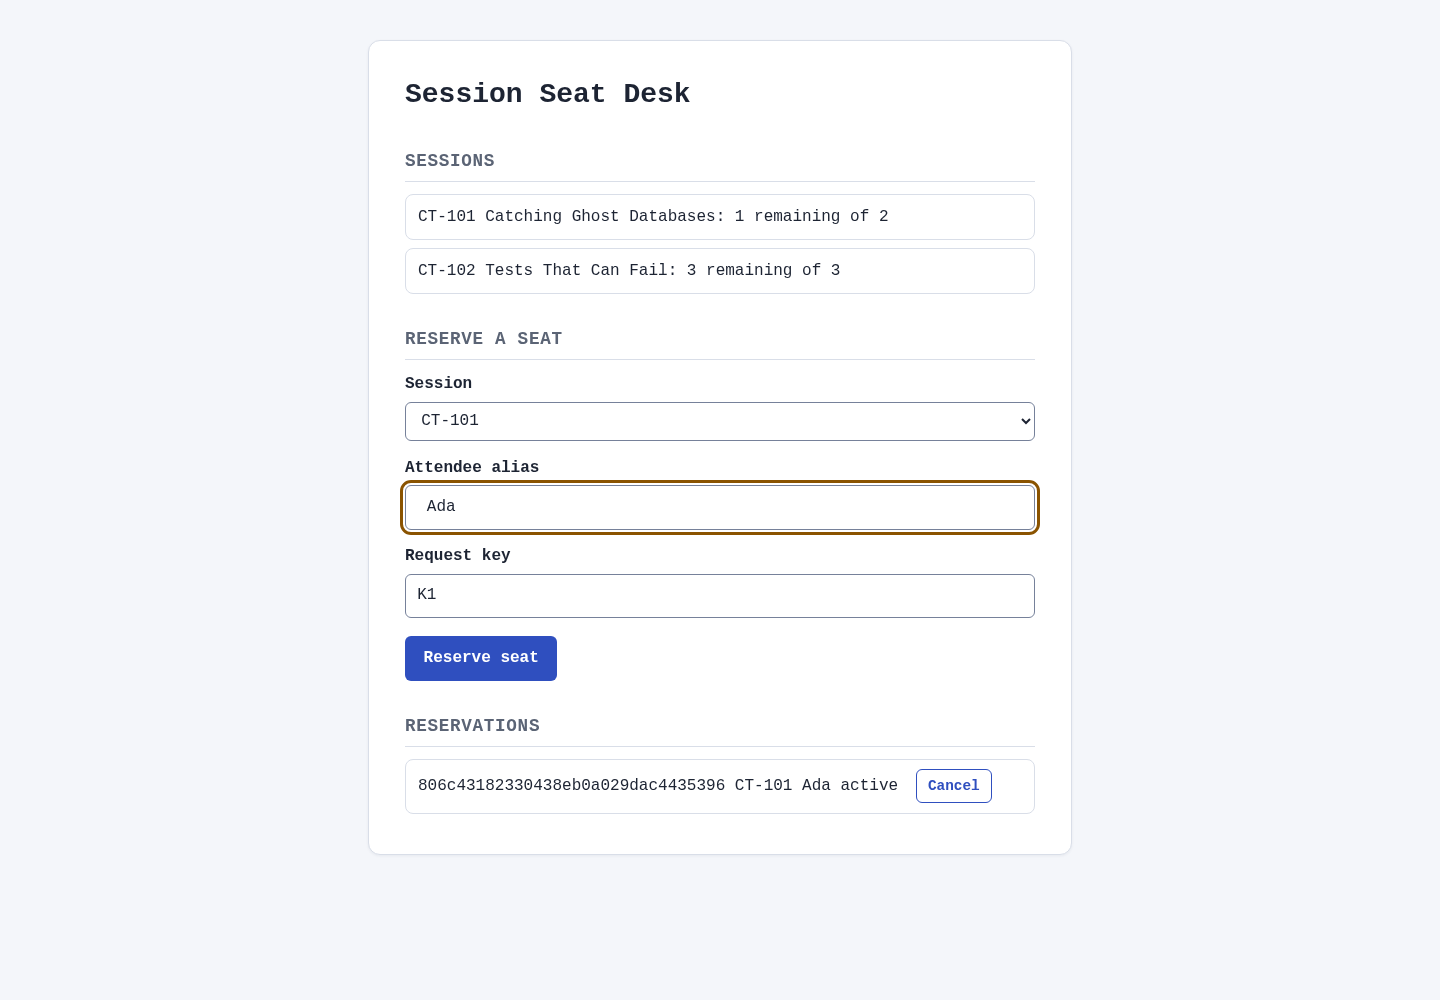 Session Seat Desk
SESSIONS
CT-101 Catching Ghost Databases: 1 remaining of 2
CT-102 Tests That Can Fail: 3 remaining of 3
RESERVE A SEAT
Session
CT-101
Attendee alias
Ada
Request key
K1
Reserve seat
RESERVATIONS
806c43182330438eb0a029dac4435396 CT-101 Ada active Cancel